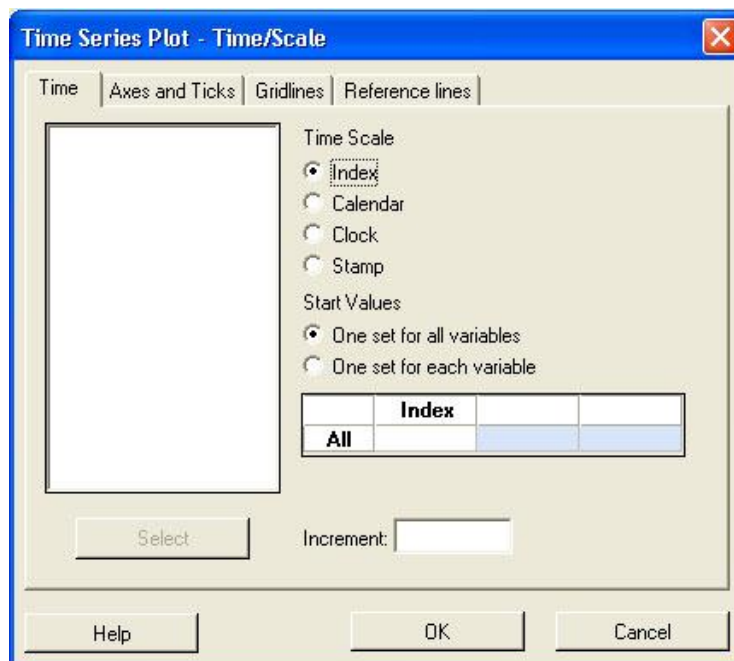 Time Series Plot - Time/Scale
Time Axes and Ticks Gridlines Reference lines
Time Scale
Index
Calendar
Clock
Stamp
Start Values
One set for all variables
One set for each variable
Index
All
Select Increment:
Help OK Cancel